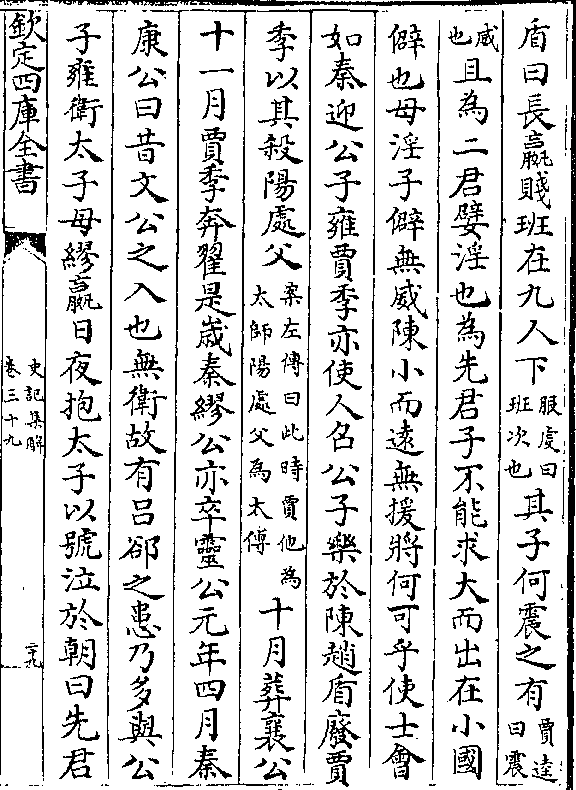 盾曰長嬴賤班在九人下服䖍曰班次也其子何震之有賈逵曰震
威也且為二君嬖淫也為先君子不能求大而出在小國
僻也母淫子僻無威陳小而逺無援將何可乎使士㑹
如秦迎公子雍賈季亦使人召公子樂於陳趙盾廢賈
季以其殺陽處父案左傳曰此時賈他為太師陽處父為太傅十月葬襄公
十一月賈季奔翟是歲秦繆公亦卒靈公元年四月秦
康公曰昔文公之入也無衛故有吕郤之患乃多與公
子雍衛太子母繆嬴日夜抱太子以號泣於朝曰先君
欽定四庫全書
史記集解
卷三十九
二十九